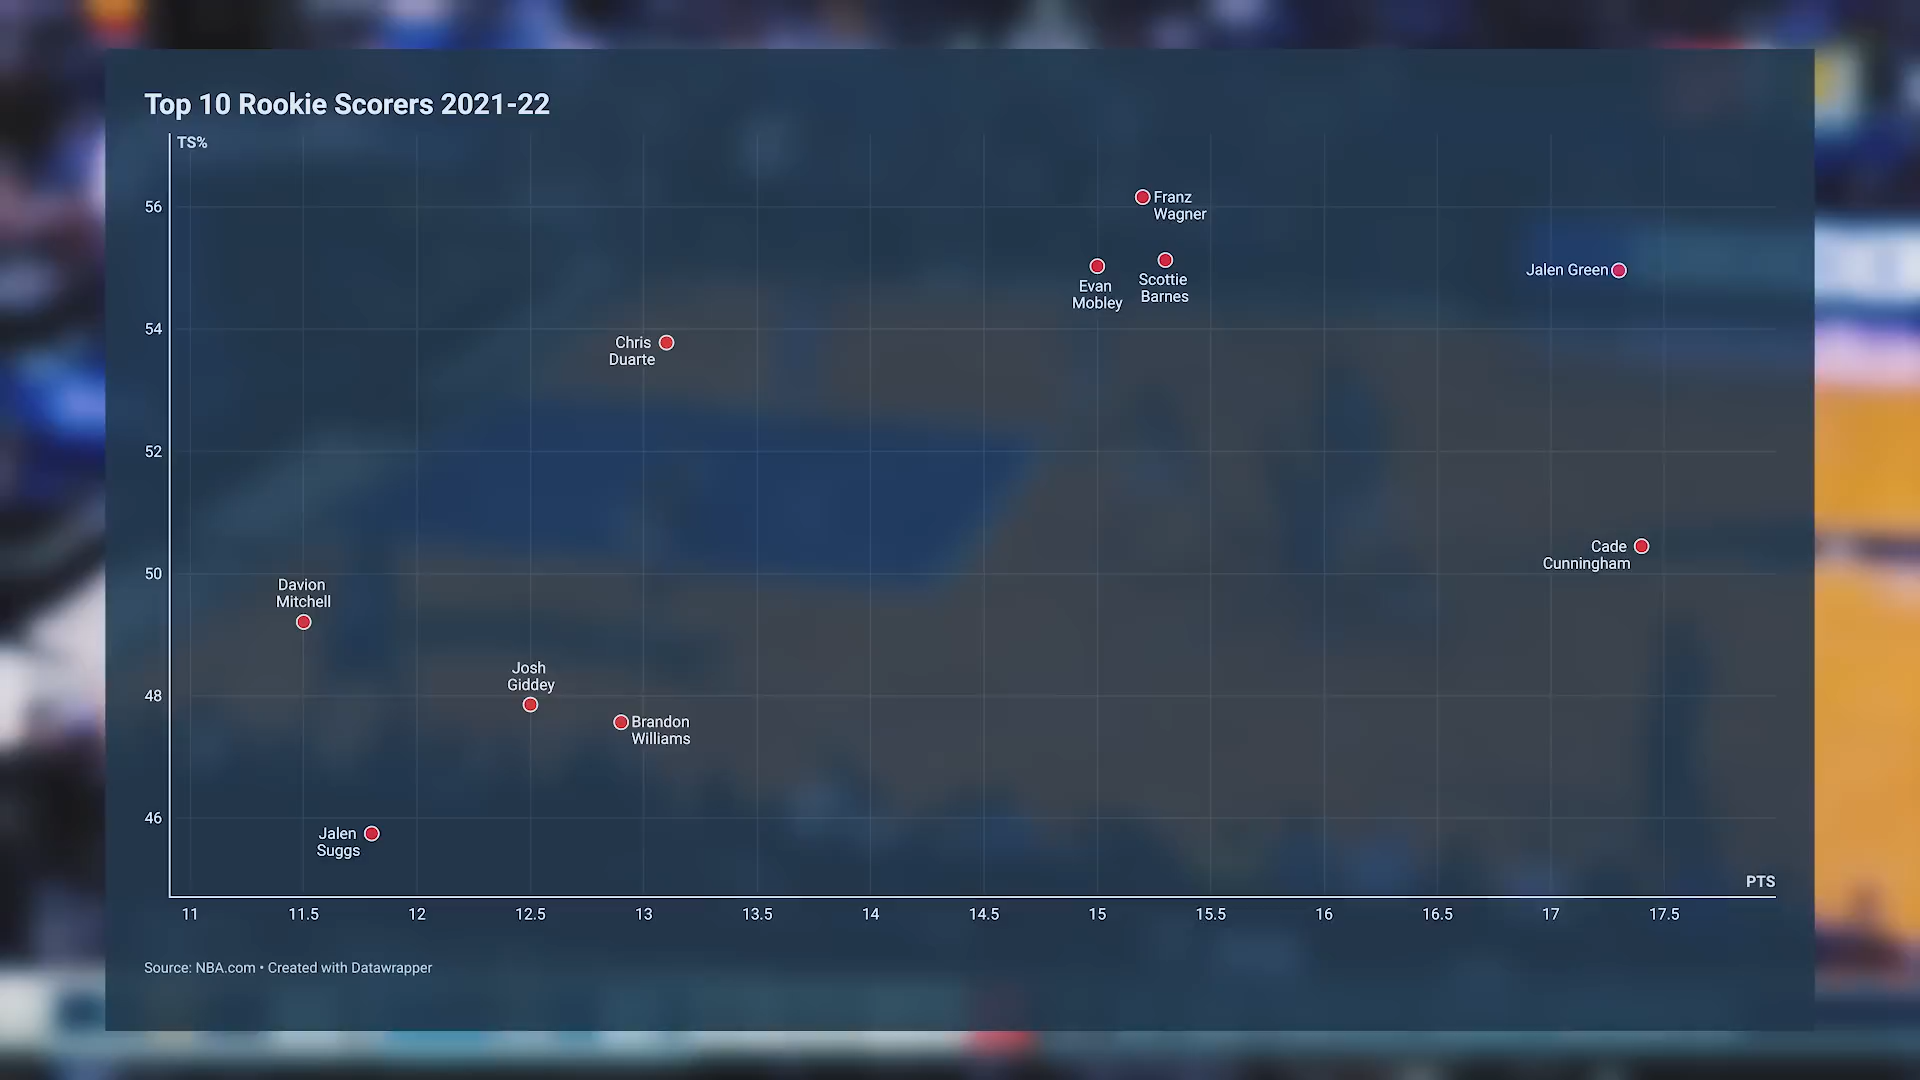 Top 10 Rookie Scorers 2021-22
TS%
56
Franz
Wagner
Evan
Mobley
Scottie
Barnes
Jalen Green
54
Chris
Duarte
52
Cade
Cunningham
50
Davion
Mitchell
Josh
Giddey
48
Brandon
Williams
46
Jalen
Suggs
PTS
11 11.5 12 12.5 13 13.5 14 14.5 15 15.5 16 16.5 17 17.5
Source: NBA.com • Created with Datawrapper